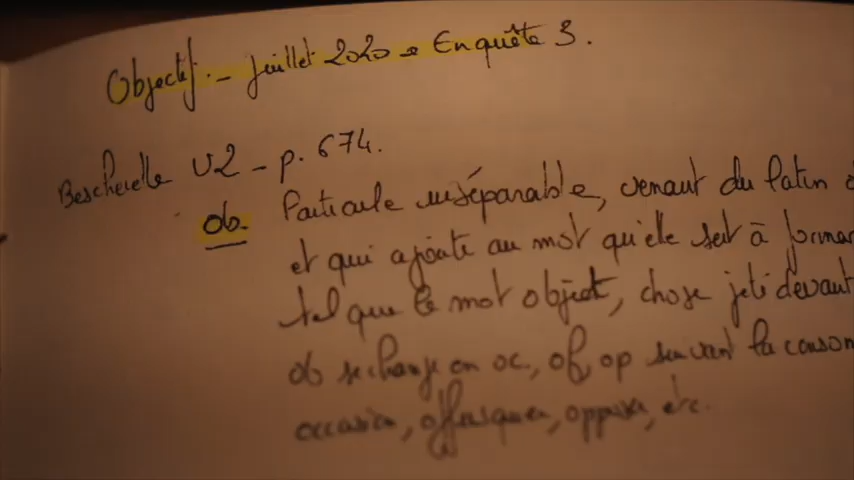 Objectif. - Juillet 2020 - Enquête 3.
Bescherelle V2 - p. 674.
Ob. Particule inséparable, venant du latin
et qui ajoute au mot qu'elle sert à former
tel que le mot object, chose jeté devant
ob se change en oc, of, op suivant la conson
occasion, offusquer, opposer, etc.